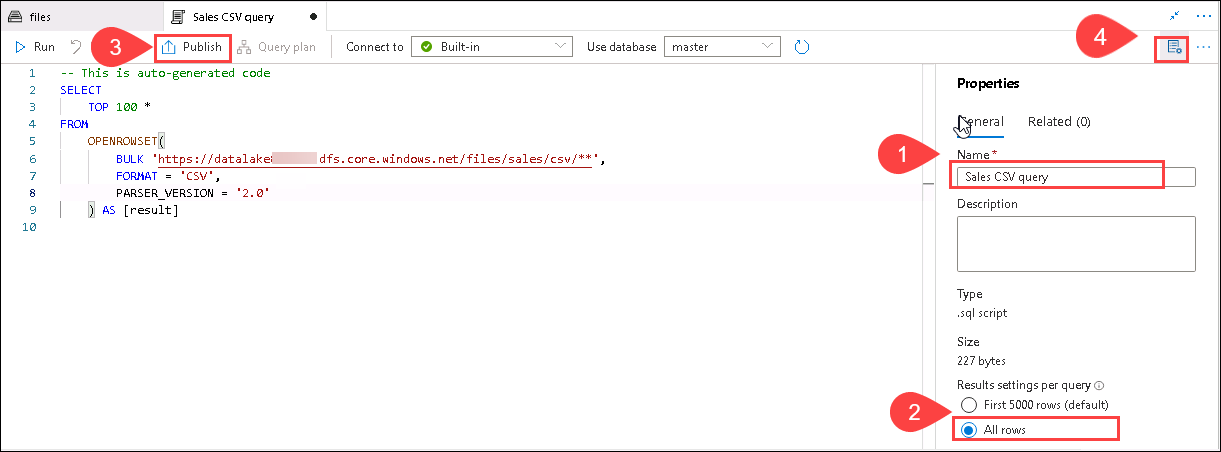 files
Sales CSV query
Run
3
Publish
Query plan
Connect to
Built-in
Use database
master
4
1 -- This is auto-generated code
2 SELECT
3 TOP 100 *
4 FROM
5 OPENROWSET(
6 BULK 'https://datalake dfs.core.windows.net/files/sales/csv/**',
7 FORMAT = 'CSV',
8 PARSER_VERSION = '2.0'
9 ) AS [result]
10
Properties
General Related (0)
1
Name *
Sales CSV query
Description
Type
.sql script
Size
227 bytes
Results settings per query
First 5000 rows (default)
2
All rows